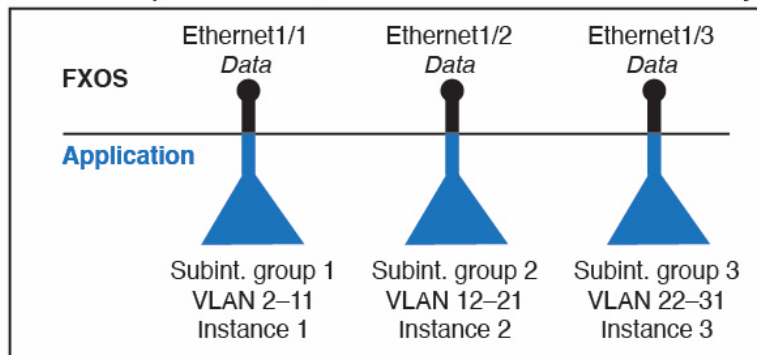 Ethernet1/1 Ethernet1/2 Ethernet1/3
Data Data Data
FXOS
Application
Subint. group 1 Subint. group 2 Subint. group 3
VLAN 2–11 VLAN 12–21 VLAN 22–31
Instance 1 Instance 2 Instance 3